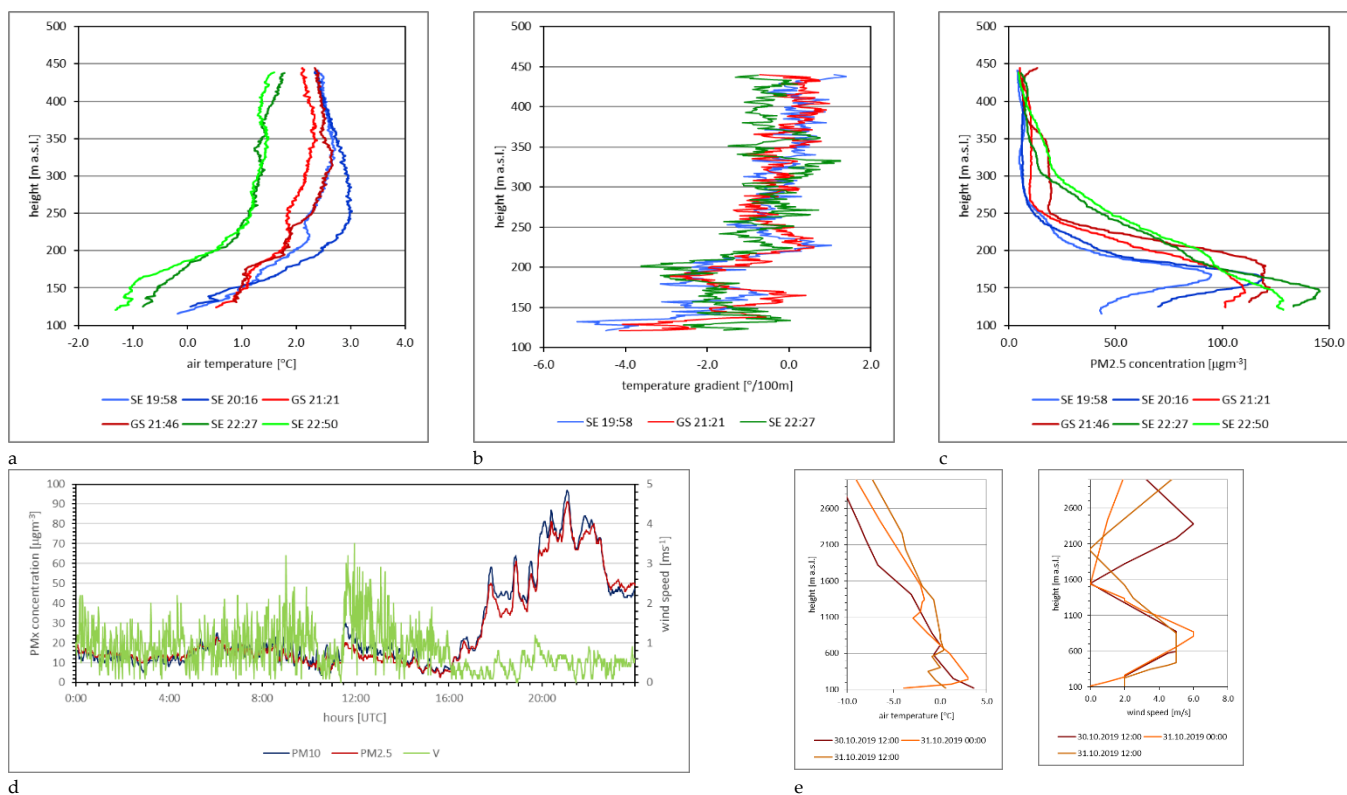 500
450
400
350
300
250
200
150
100
height [m a.s.l.]
-2.0 -1.0 0.0 1.0 2.0 3.0 4.0
air temperature [°C]
SE 19:58 SE 20:16 GS 21:21
GS 21:46 SE 22:27 SE 22:50
a
500
450
400
350
300
250
200
150
100
height [m a.s.l.]
-6.0 -4.0 -2.0 0.0 2.0
temperature gradient [°/100m]
SE 19:58 GS 21:21 SE 22:27
b
500
450
400
350
300
250
200
150
100
height [m a.s.l.]
0.0 50.0 100.0 150.0
PM2.5 concentration [µgm⁻³]
SE 19:58 SE 20:16 GS 21:21
GS 21:46 SE 22:27 SE 22:50
c
100
90
80
70
60
50
40
30
20
10
0
PMx concentration [µgm⁻³]
5
4
3
2
1
0
wind speed [ms⁻¹]
0:00 4:00 8:00 12:00 16:00 20:00
hours [UTC]
PM10 PM2.5 V
d
2600
2100
1600
1100
600
100
height [m a.s.l.]
-10.0 -5.0 0.0 5.0
air temperature [°C]
30.10.2019 12:00 31.10.2019 00:00
31.10.2019 12:00
2600
2100
1600
1100
600
100
height [m a.s.l.]
0.0 2.0 4.0 6.0 8.0
wind speed [m/s]
30.10.2019 12:00 31.10.2019 00:00
31.10.2019 12:00
e